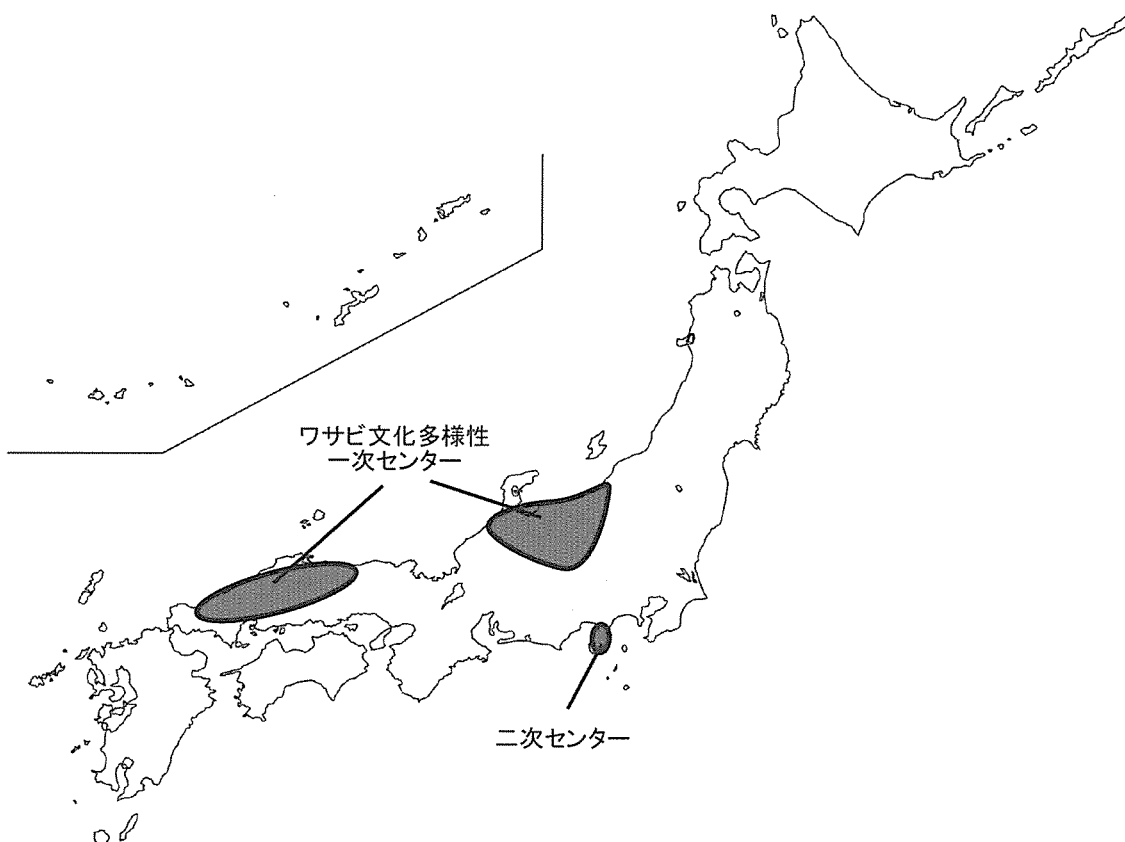 ワサビ文化多様性
一次センター
二次センター